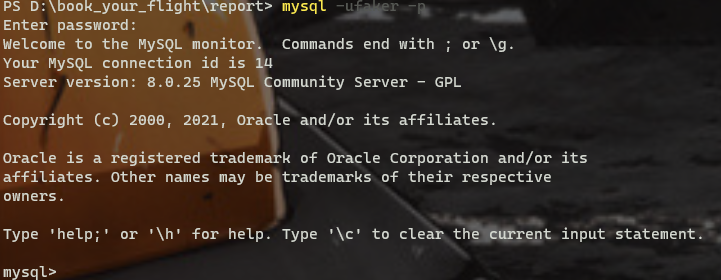 PS D:\book_your_flight\report> mysql -ufaker -p
Enter password:
Welcome to the MySQL monitor.  Commands end with ; or \g.
Your MySQL connection id is 14
Server version: 8.0.25 MySQL Community Server - GPL
Copyright (c) 2000, 2021, Oracle and/or its affiliates.
Oracle is a registered trademark of Oracle Corporation and/or its
affiliates. Other names may be trademarks of their respective
owners.
Type 'help;' or '\h' for help. Type '\c' to clear the current input statement.
mysql>